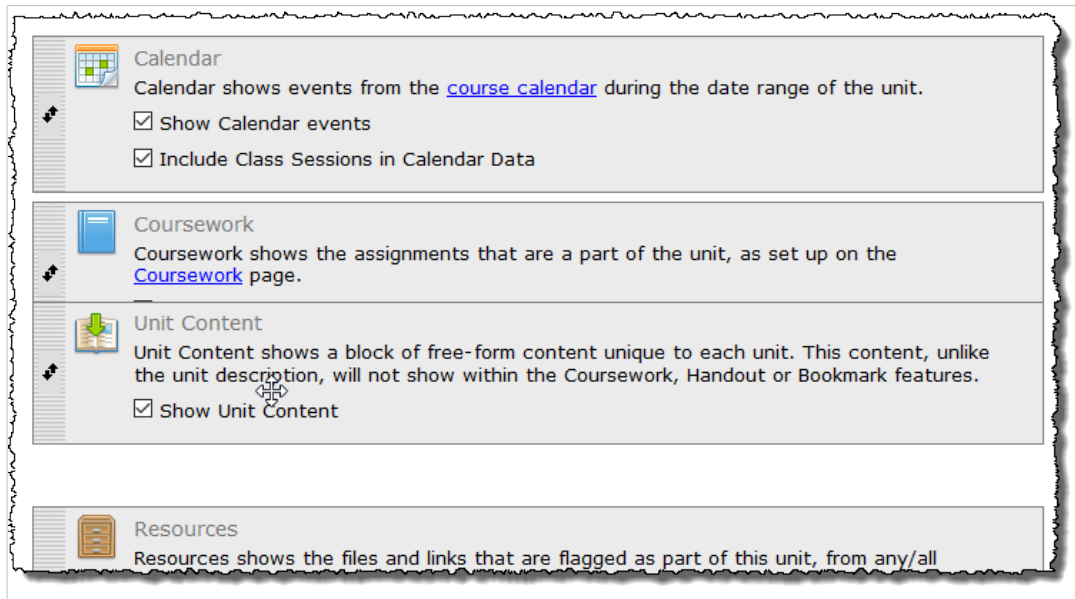 Calendar
Calendar shows events from the course calendar during the date range of the unit.
Show Calendar events
Include Class Sessions in Calendar Data
Coursework
Coursework shows the assignments that are a part of the unit, as set up on the
Coursework page.
Unit Content
Unit Content shows a block of free-form content unique to each unit. This content, unlike
the unit description, will not show within the Coursework, Handout or Bookmark features.
Show Unit Content
Resources
Resources shows the files and links that are flagged as part of this unit, from any/all